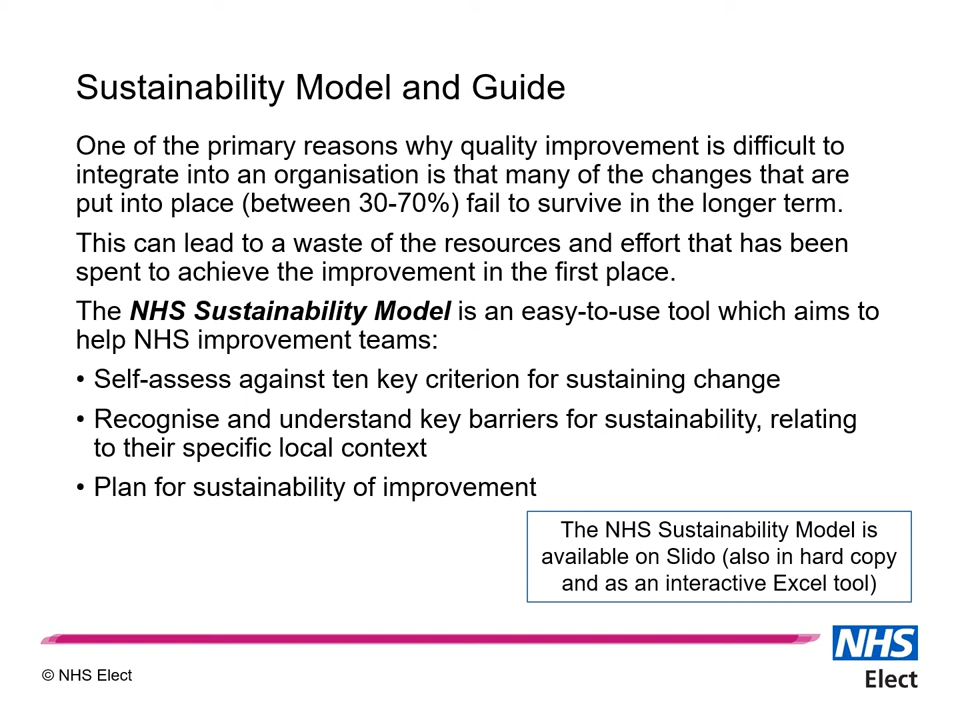 Sustainability Model and Guide
One of the primary reasons why quality improvement is difficult to
integrate into an organisation is that many of the changes that are
put into place (between 30-70%) fail to survive in the longer term.
This can lead to a waste of the resources and effort that has been
spent to achieve the improvement in the first place.
The NHS Sustainability Model is an easy-to-use tool which aims to
help NHS improvement teams:
• Self-assess against ten key criterion for sustaining change
• Recognise and understand key barriers for sustainability, relating
to their specific local context
• Plan for sustainability of improvement
The NHS Sustainability Model is
available on Slido (also in hard copy
and as an interactive Excel tool)
© NHS Elect
NHS
Elect